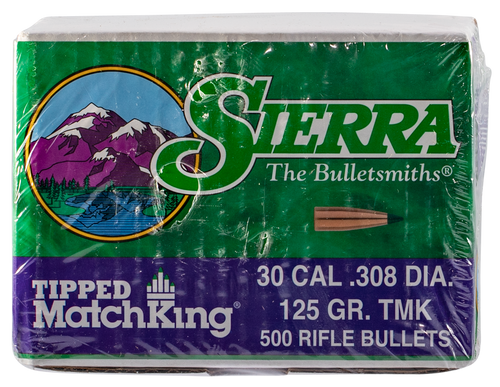 SIERRA
The Bulletsmiths®
30 CAL .308 DIA.
125 GR. TMK
500 RIFLE BULLETS
TIPPED
MatchKing®